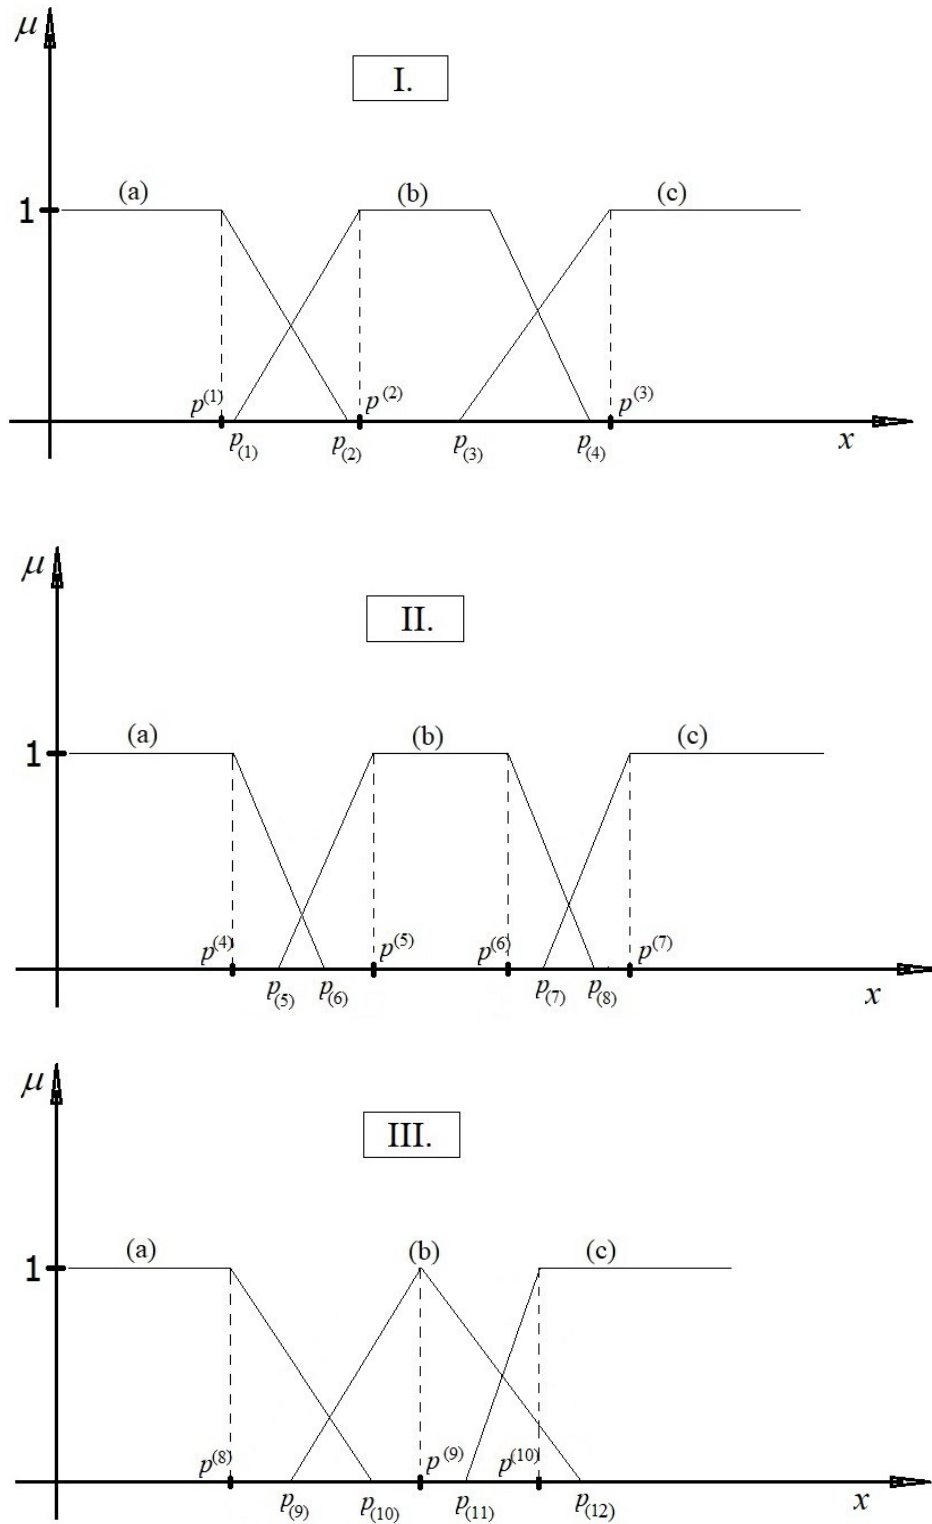 μ
I.
(a) (b) (c)
1
p^(1) p^(2) p^(3)
p_(1) p_(2) p_(3) p_(4) x
μ
II.
(a) (b) (c)
1
p^(4) p^(5) p^(6) p^(7)
p_(5) p_(6) p_(7) p_(8) x
μ
III.
(a) (b) (c)
1
p^(8) p^(9) p^(10)
p_(9) p_(10) p_(11) p_(12) x